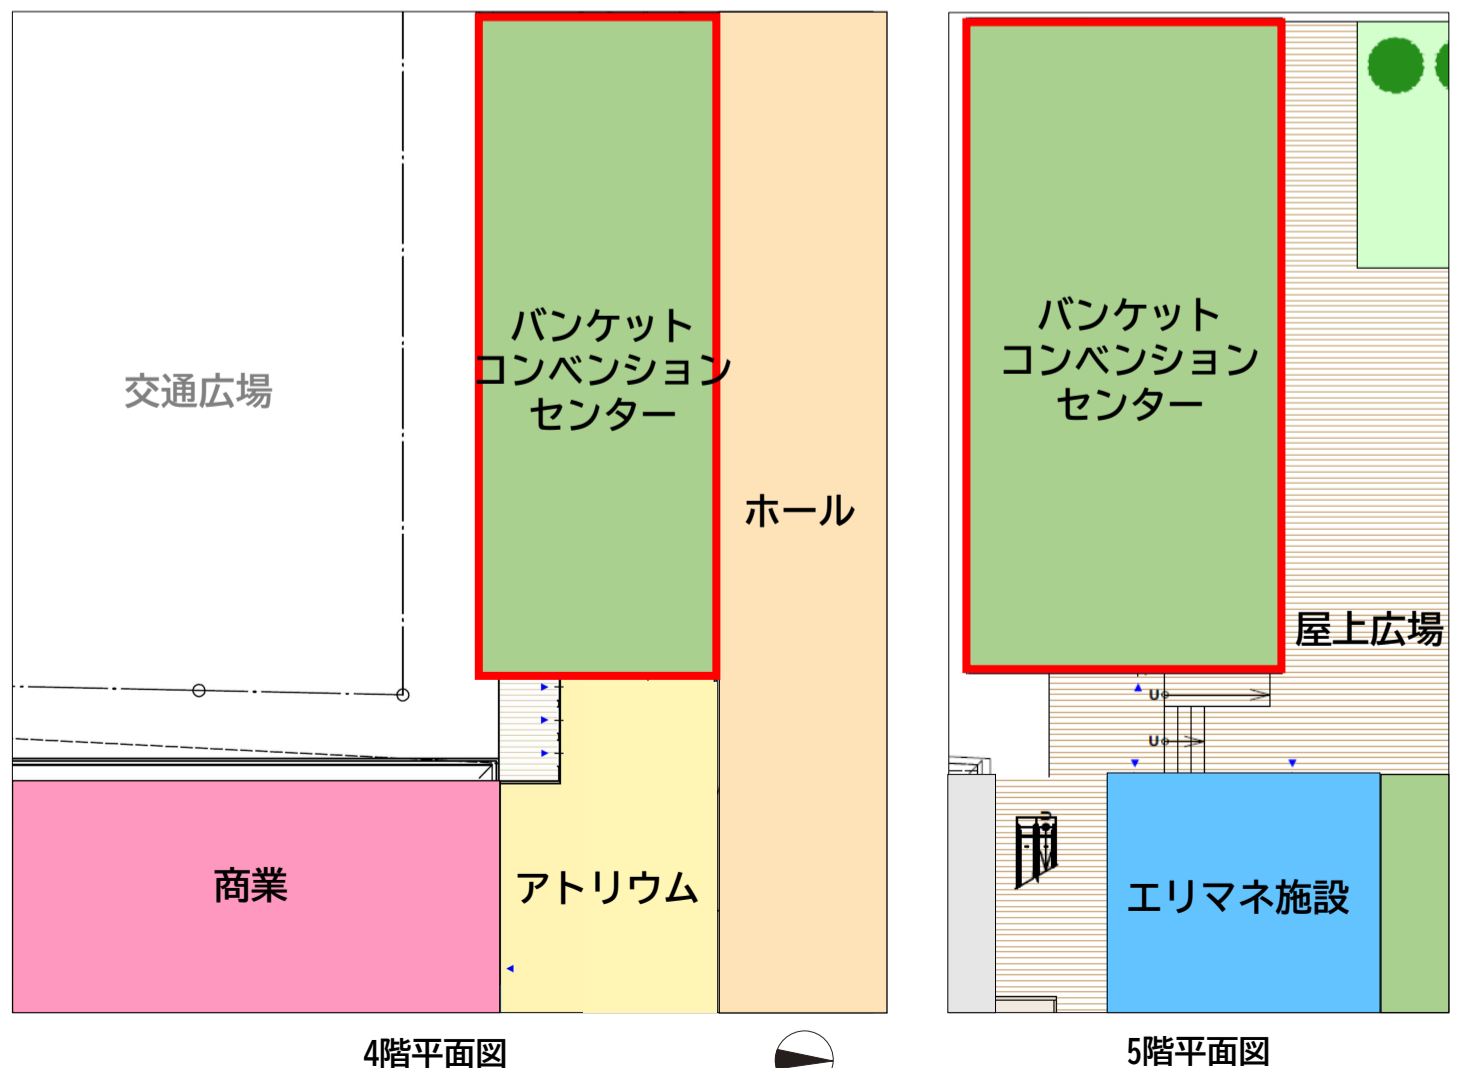 交通広場
バンケット
コンベンション
センター
ホール
商業
アトリウム
4階平面図
バンケット
コンベンション
センター
屋上広場
U
U
U
エリマネ施設
5階平面図